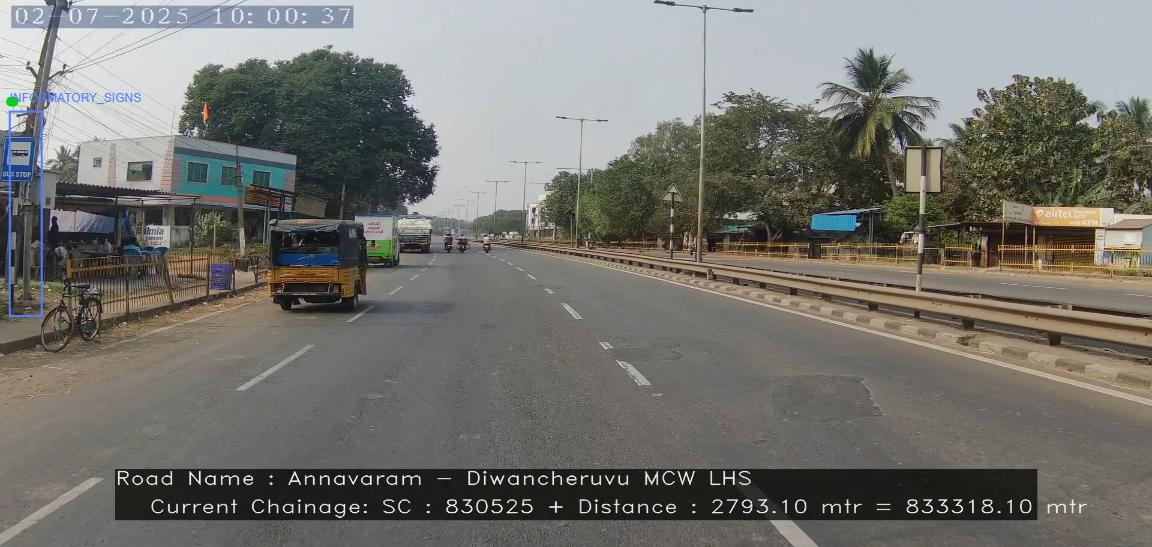 02-07-2025 10:00:37
INFORMATORY_SIGNS
BUS STOP
airtel
ATM
Road Name : Annavaram - Diwancheruvu MCW LHS
Current Chainage: SC : 830525 + Distance : 2793.10 mtr = 833318.10 mtr